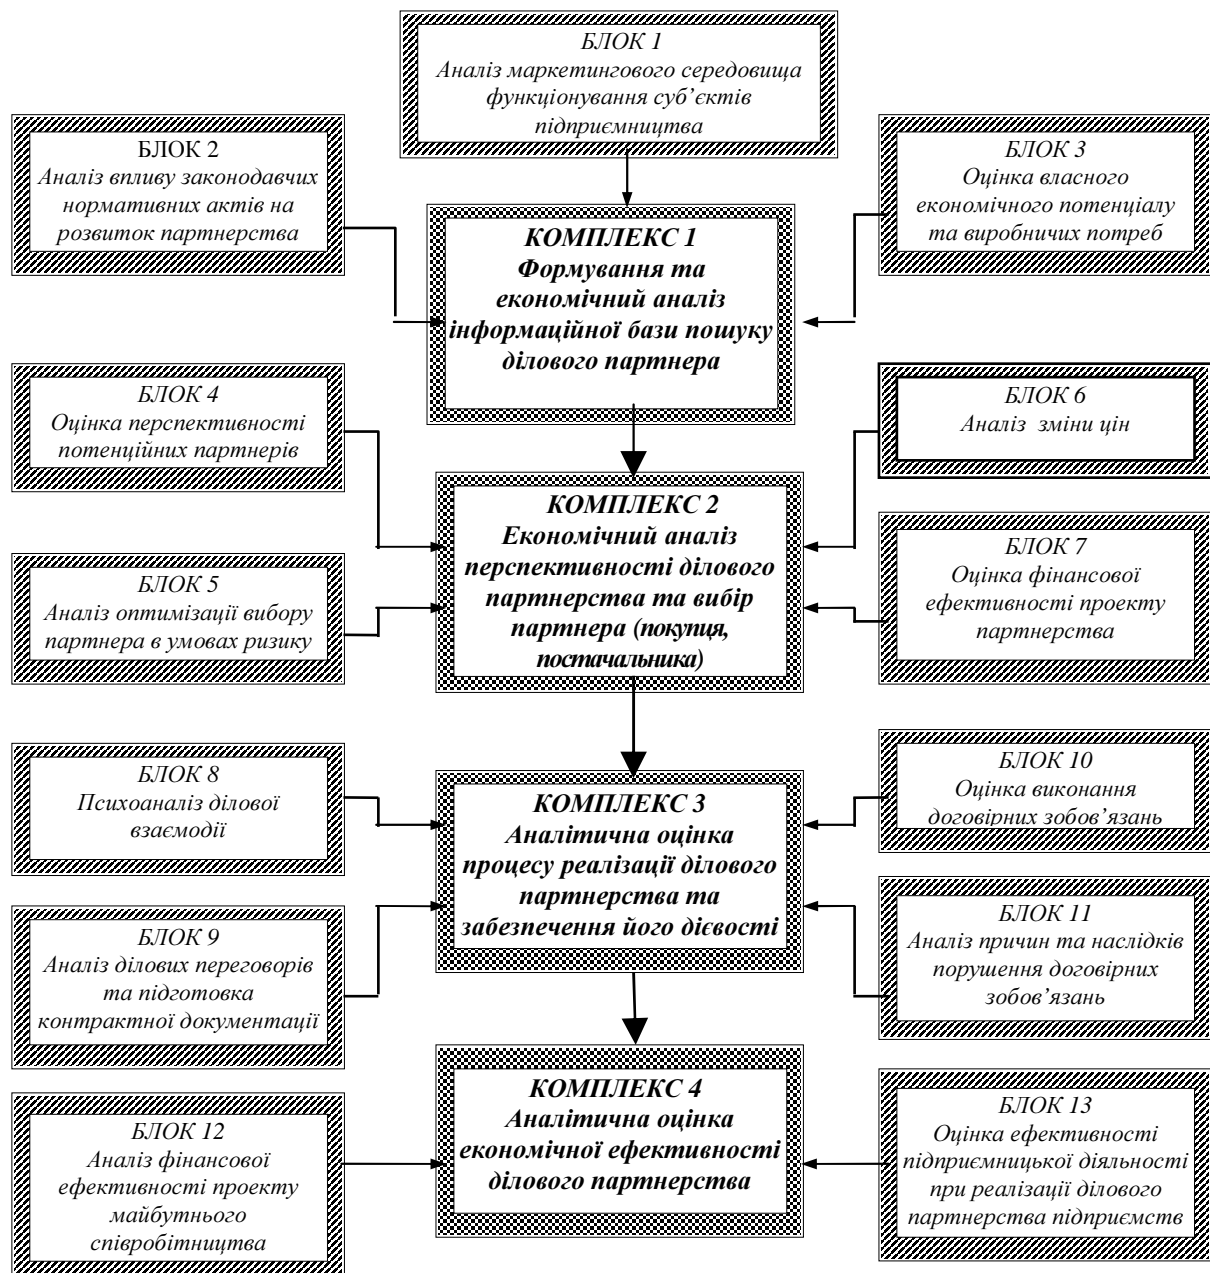 БЛОК 1
Аналіз маркетингового середовища
функціонування суб’єктів
підприємництва
БЛОК 2
Аналіз впливу законодавчих
нормативних актів на
розвиток партнерства
БЛОК 3
Оцінка власного
економічного потенціалу
та виробничих потреб
КОМПЛЕКС 1
Формування та
економічний аналіз
інформаційної бази пошуку
ділового партнера
БЛОК 4
Оцінка перспективності
потенційних партнерів
БЛОК 6
Аналіз зміни цін
КОМПЛЕКС 2
Економічний аналіз
перспективності ділового
партнерства та вибір
партнера (покупця,
постачальника)
БЛОК 5
Аналіз оптимізації вибору
партнера в умовах ризику
БЛОК 7
Оцінка фінансової
ефективності проекту
партнерства
БЛОК 8
Психоаналіз ділової
взаємодії
БЛОК 10
Оцінка виконання
договірних зобов’язань
КОМПЛЕКС 3
Аналітична оцінка
процесу реалізації ділового
партнерства та
забезпечення його дієвості
БЛОК 9
Аналіз ділових переговорів
та підготовка
контрактної документації
БЛОК 11
Аналіз причин та наслідків
порушення договірних
зобов’язань
КОМПЛЕКС 4
Аналітична оцінка
економічної ефективності
ділового партнерства
БЛОК 12
Аналіз фінансової
ефективності проекту
майбутнього
співробітництва
БЛОК 13
Оцінка ефективності
підприємницької діяльності
при реалізації ділового
партнерства підприємств